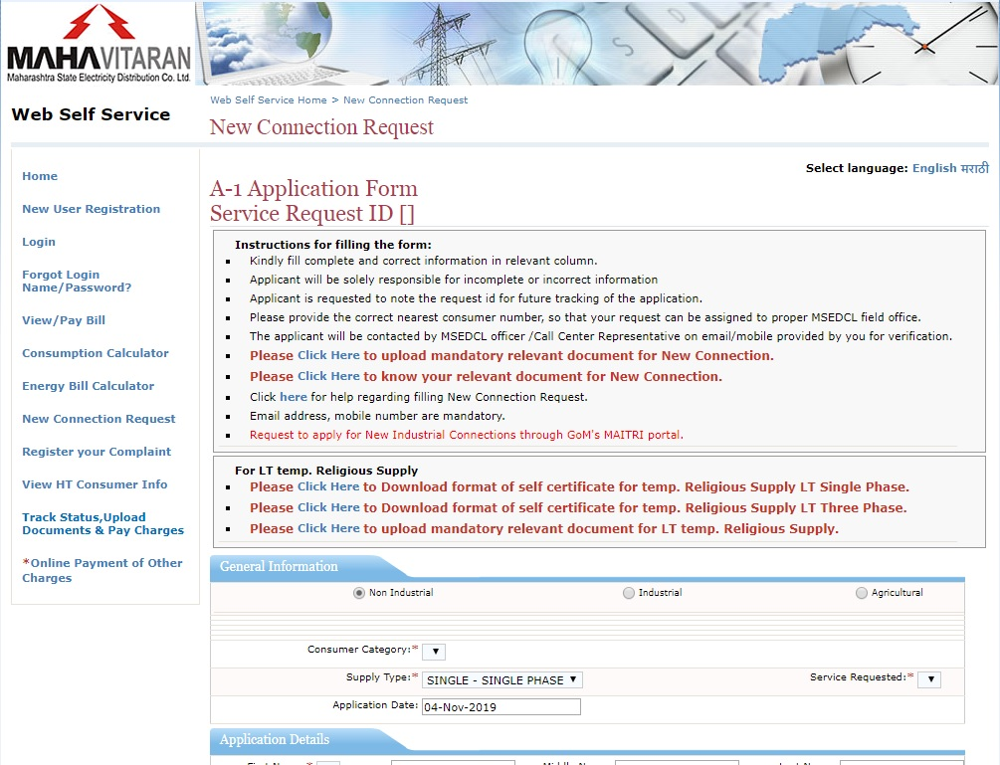 MAHAVITARAN
Maharashtra State Electricity Distribution Co. Ltd.
Web Self Service
Web Self Service Home > New Connection Request
New Connection Request
Home
New User Registration
Login
Forgot Login
Name/Password?
View/Pay Bill
Consumption Calculator
Energy Bill Calculator
New Connection Request
Register your Complaint
View HT Consumer Info
Track Status,Upload
Documents & Pay Charges
*Online Payment of Other
Charges
Select language: English मराठी
A-1 Application Form
Service Request ID []
Instructions for filling the form:
Kindly fill complete and correct information in relevant column.
Applicant will be solely responsible for incomplete or incorrect information
Applicant is requested to note the request id for future tracking of the application.
Please provide the correct nearest consumer number, so that your request can be assigned to proper MSEDCL field office.
The applicant will be contacted by MSEDCL officer /Call Center Representative on email/mobile provided by you for verification.
Please Click Here to upload mandatory relevant document for New Connection.
Please Click Here to know your relevant document for New Connection.
Click here for help regarding filling New Connection Request.
Email address, mobile number are mandatory.
Request to apply for New Industrial Connections through GoM's MAITRI portal.
For LT temp. Religious Supply
Please Click Here to Download format of self certificate for temp. Religious Supply LT Single Phase.
Please Click Here to Download format of self certificate for temp. Religious Supply LT Three Phase.
Please Click Here to upload mandatory relevant document for LT temp. Religious Supply.
General Information
Non Industrial Industrial Agricultural
Consumer Category:*
Supply Type:* SINGLE - SINGLE PHASE Service Requested:*
Application Date: 04-Nov-2019
Application Details